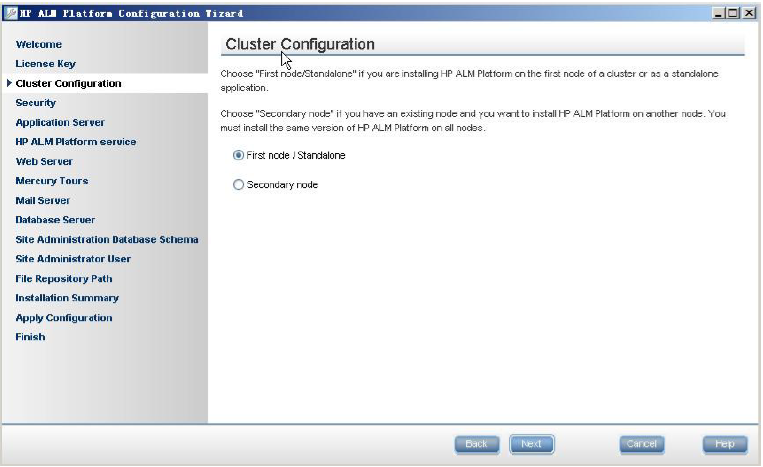 HP ALM Platform Configuration Wizard
Welcome
License Key
Cluster Configuration
Security
Application Server
HP ALM Platform service
Web Server
Mercury Tours
Mail Server
Database Server
Site Administration Database Schema
Site Administrator User
File Repository Path
Installation Summary
Apply Configuration
Finish
Cluster Configuration
Choose "First node/Standalone" if you are installing HP ALM Platform on the first node of a cluster or as a standalone
application.
Choose "Secondary node" if you have an existing node and you want to install HP ALM Platform on another node. You
must install the same version of HP ALM Platform on all nodes.
First node / Standalone
Secondary node
Back
Next
Cancel
Help